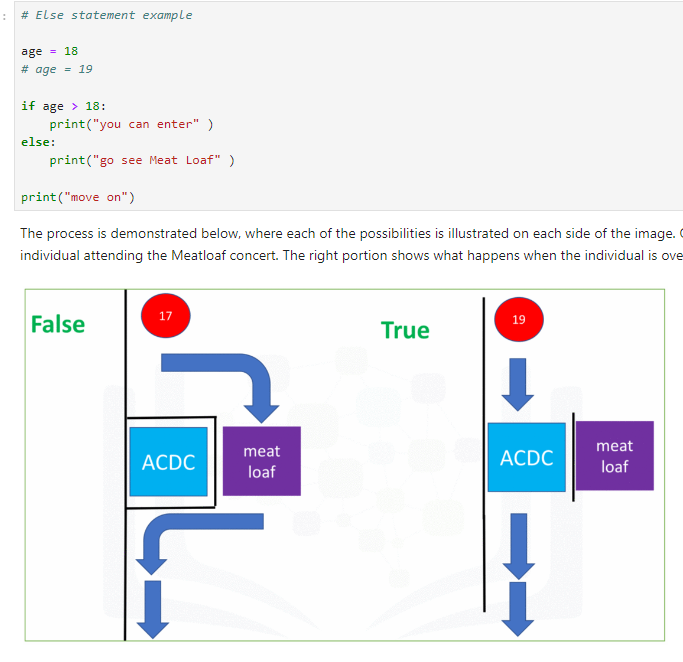 :
# Else statement example
age = 18
# age = 19
if age > 18:
print("you can enter" )
else:
print("go see Meat Loaf" )
print("move on")
The process is demonstrated below, where each of the possibilities is illustrated on each side of the image.
individual attending the Meatloaf concert. The right portion shows what happens when the individual is
False
17
True
19
ACDC
meat
loaf
ACDC
meat
loaf